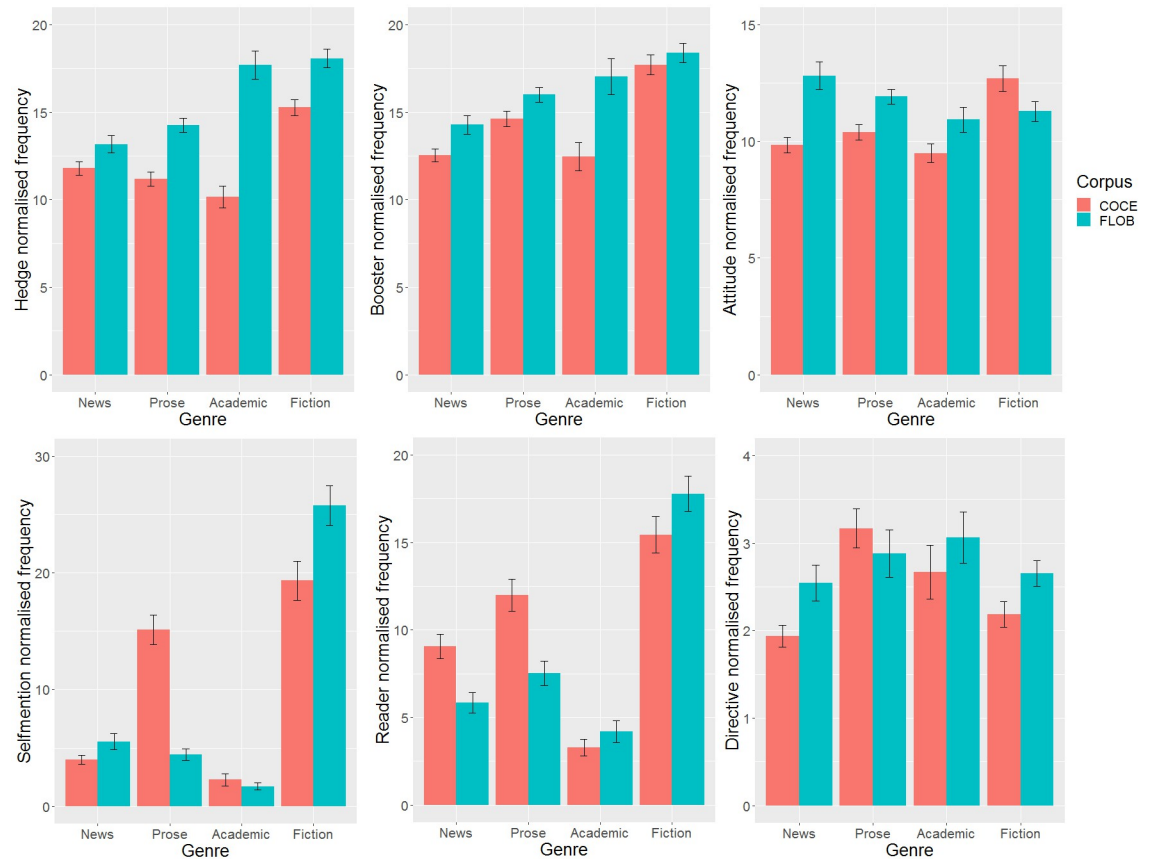 Hedge normalised frequency
20
15
10
5
0
News Prose Academic Fiction
Genre
Booster normalised frequency
20
15
10
5
0
News Prose Academic Fiction
Genre
Attitude normalised frequency
15
10
5
0
News Prose Academic Fiction
Genre
Corpus
COCE
FLOB
Selfmention normalised frequency
30
20
10
0
News Prose Academic Fiction
Genre
Reader normalised frequency
20
15
10
5
0
News Prose Academic Fiction
Genre
Directive normalised frequency
4
3
2
1
0
News Prose Academic Fiction
Genre